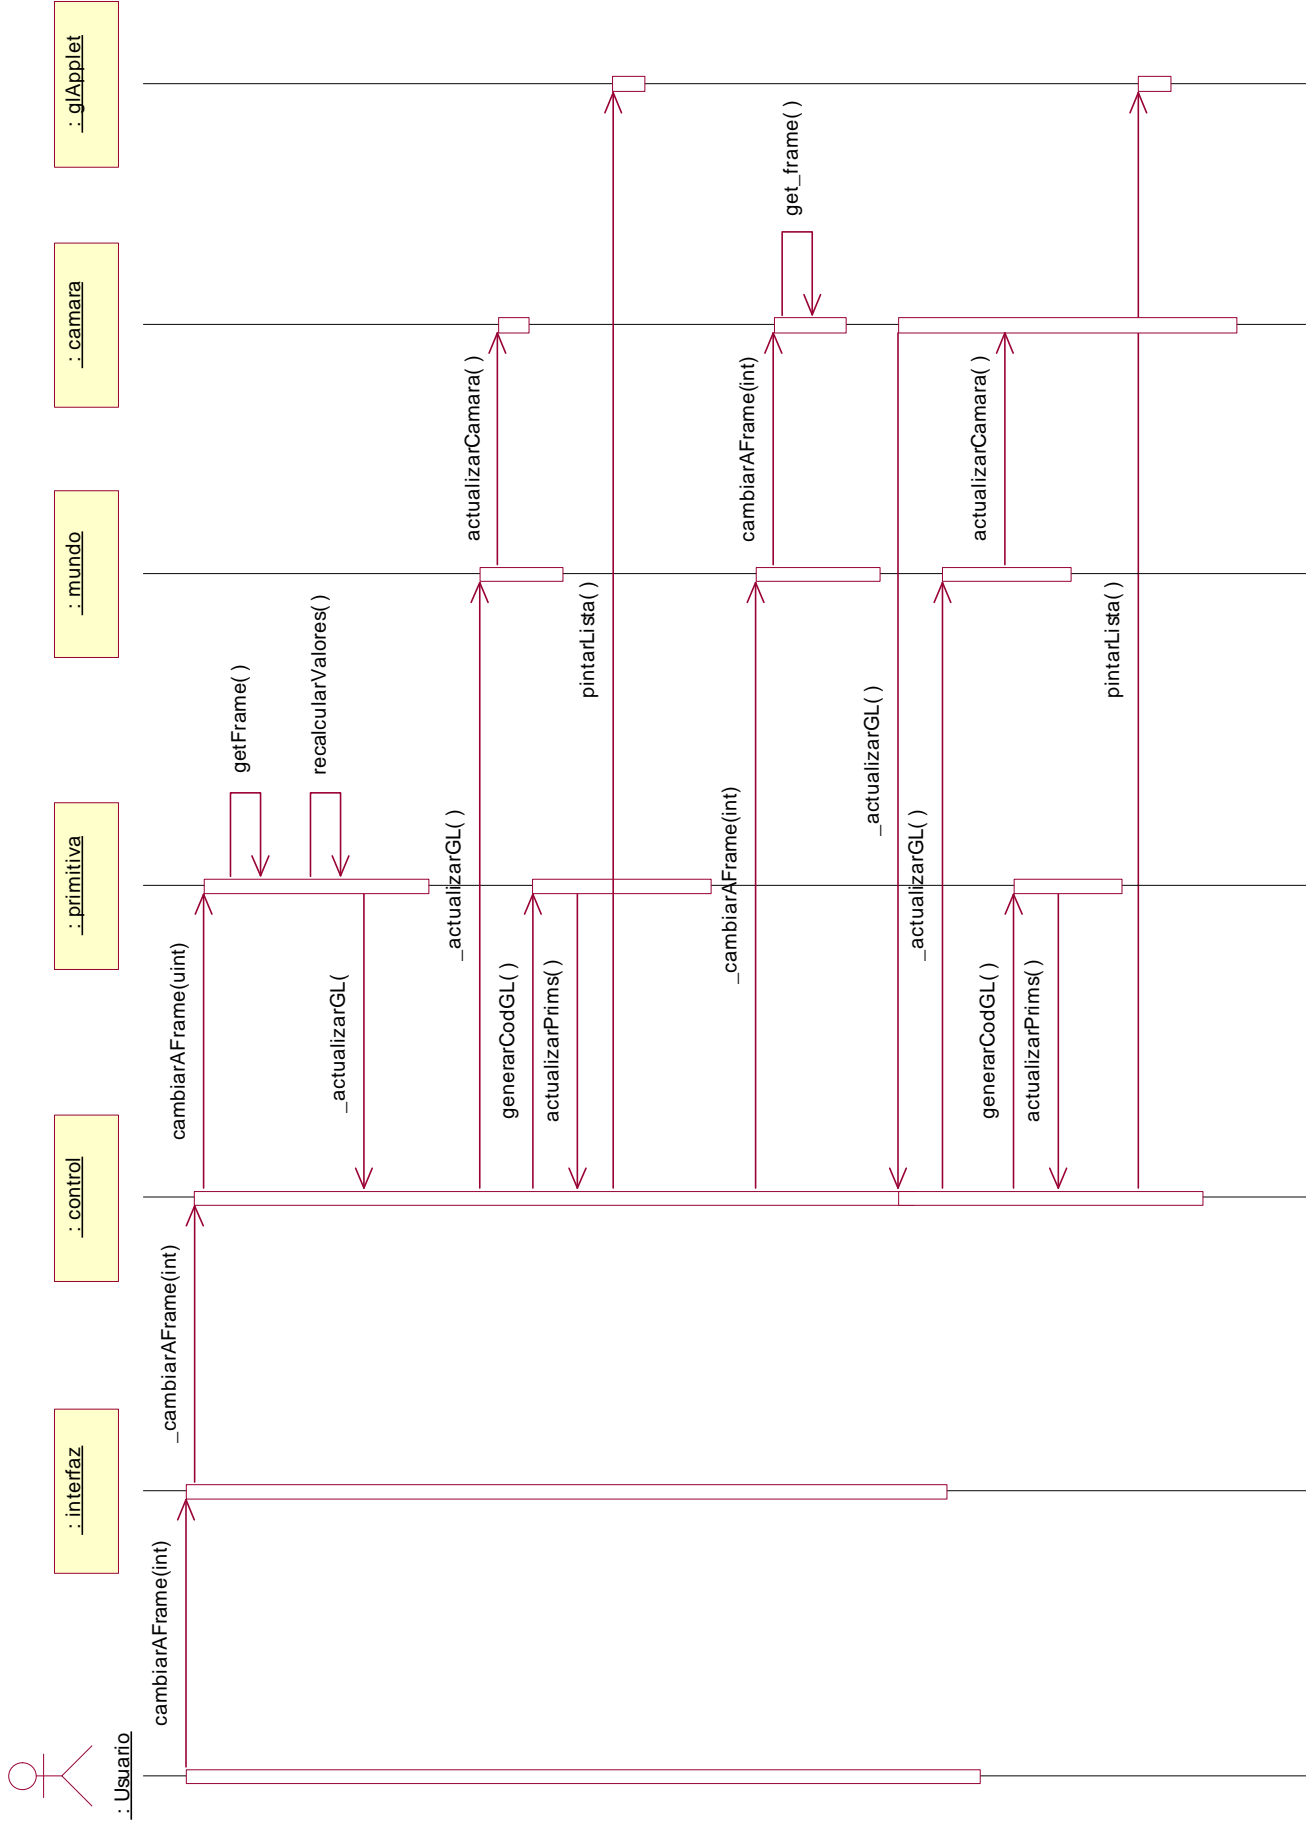 : Usuario
: interfaz
: control
: primitiva
: mundo
: camara
: glApplet
cambiarAFrame(int)
_cambiarAFrame(int)
cambiarAFrame(uint)
getFrame( )
recalcularValores( )
_actualizarGL(
_actualizarGL( )
actualizarCamara( )
generarCodGL( )
actualizarPrims( )
pintarLista( )
_cambiarAFrame(int)
cambiarAFrame(int)
get_frame( )
_actualizarGL( )
_actualizarGL( )
actualizarCamara( )
generarCodGL( )
actualizarPrims( )
pintarLista( )